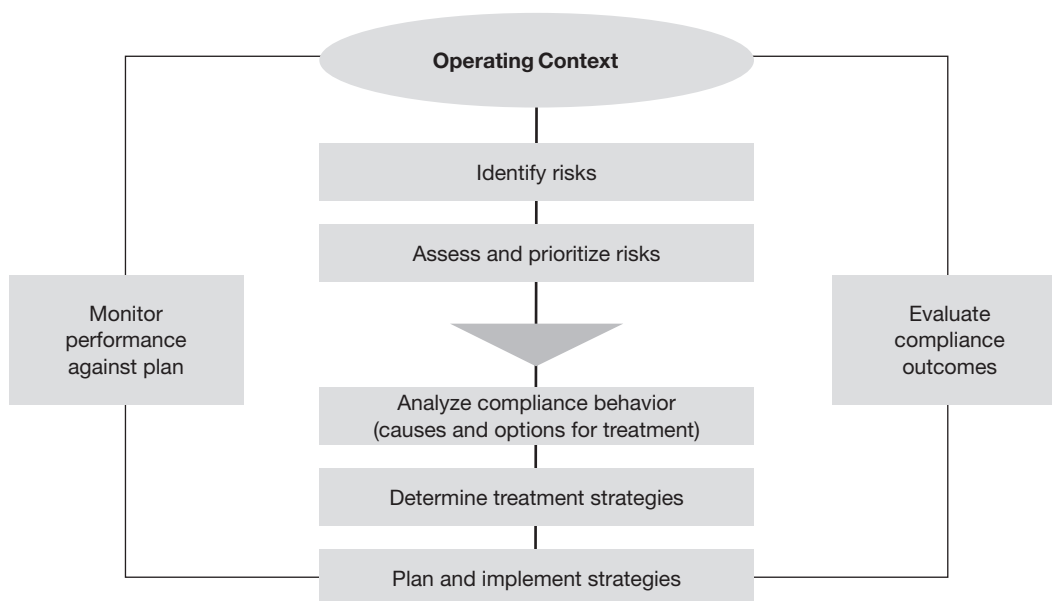 Operating Context
Identify risks
Assess and prioritize risks
Monitor
performance
against plan
Evaluate
compliance
outcomes
Analyze compliance behavior
(causes and options for treatment)
Determine treatment strategies
Plan and implement strategies